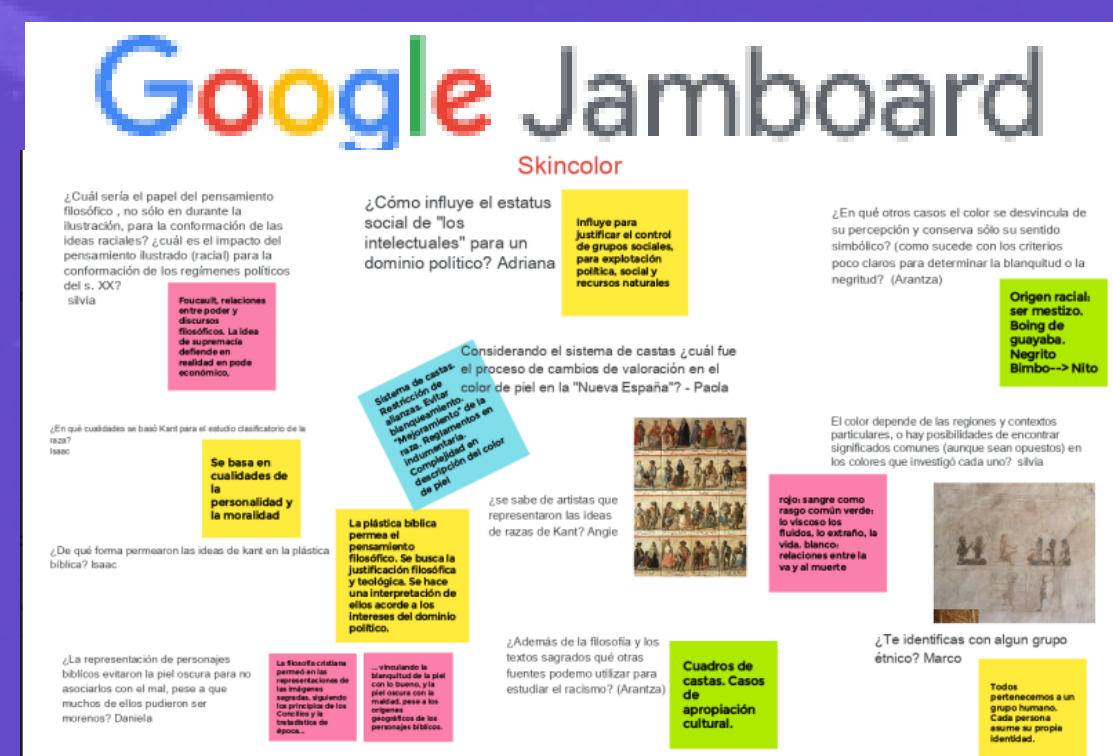 Google Jamboard
Skincolor
¿Cuál sería el papel del pensamiento
filosófico , no sólo en durante la
ilustración, para la conformación de las
ideas raciales? ¿cuál es el impacto del
pensamiento ilustrado (racial) para la
conformación de los regímenes políticos
del s. XX?
silvia
Foucault, relaciones
entre poder y
discursos
filosóficos. La idea
de supremacía
defiende en
realidad en pode
económico,
¿Cómo influye el estatus
social de "los
intelectuales" para un
dominio político? Adriana
Influye para
justificar el control
de grupos sociales,
para explotación
política, social y
recursos naturales
¿En qué otros casos el color se desvincula de
su percepción y conserva sólo su sentido
simbólico? (como sucede con los criterios
poco claros para determinar la blanquitud o la
negritud? (Arantza)
Origen racial:
ser mestizo.
Boing de
guayaba.
Negrito
Bimbo--> Nito
Considerando el sistema de castas ¿cuál fue
el proceso de cambios de valoración en el
color de piel en la "Nueva España"? - Paola
Sistema de castas.
Restricción de
alianzas. Evitar
blanqueamiento.
"Mejoramiento" de la
raza. Reglamentos en
indumentaria.
Complejidad en
descripción del color
de piel
¿En qué cualidades se basó Kant para el estudio clasificatorio de la
raza?
Isaac
Se basa en
cualidades de
la
personalidad y
la moralidad
El color depende de las regiones y contextos
particulares, o hay posibilidades de encontrar
significados comunes (aunque sean opuestos) en
los colores que investigó cada uno? silvia
rojo: sangre como
rasgo común verde:
lo viscoso los
fluidos, lo extraño, la
vida. blanco:
relaciones entre la
va y al muerte
¿se sabe de artistas que
representaron las ideas
de razas de Kant? Angie
¿De qué forma permearon las ideas de kant en la plástica
bíblica? Isaac
La plástica bíblica
permea el
pensamiento
filosófico. Se busca la
justificación filosófica
y teológica. Se hace
una interpretación de
ellos acorde a los
intereses del dominio
político.
¿La representación de personajes
bíblicos evitaron la piel oscura para no
asociarlos con el mal, pese a que
muchos de ellos pudieron ser
morenos? Daniela
La filosofía cristiana
permeó en las
representaciones de
las imágenes
sagradas, siguiendo
los principios de los
Concilios y la
tratadística de
época...
... vinculando la
blanquitud de la piel
con lo bueno, y la
piel oscura con la
maldad, pese a los
orígenes
geográficos de los
personajes bíblicos.
¿Además de la filosofía y los
textos sagrados qué otras
fuentes podemo utilizar para
estudiar el racismo? (Arantza)
Cuadros de
castas. Casos
de
apropiación
cultural.
¿Te identificas con algun grupo
étnico? Marco
Todos
pertenecemos a un
grupo humano.
Cada persona
asume su propia
identidad.